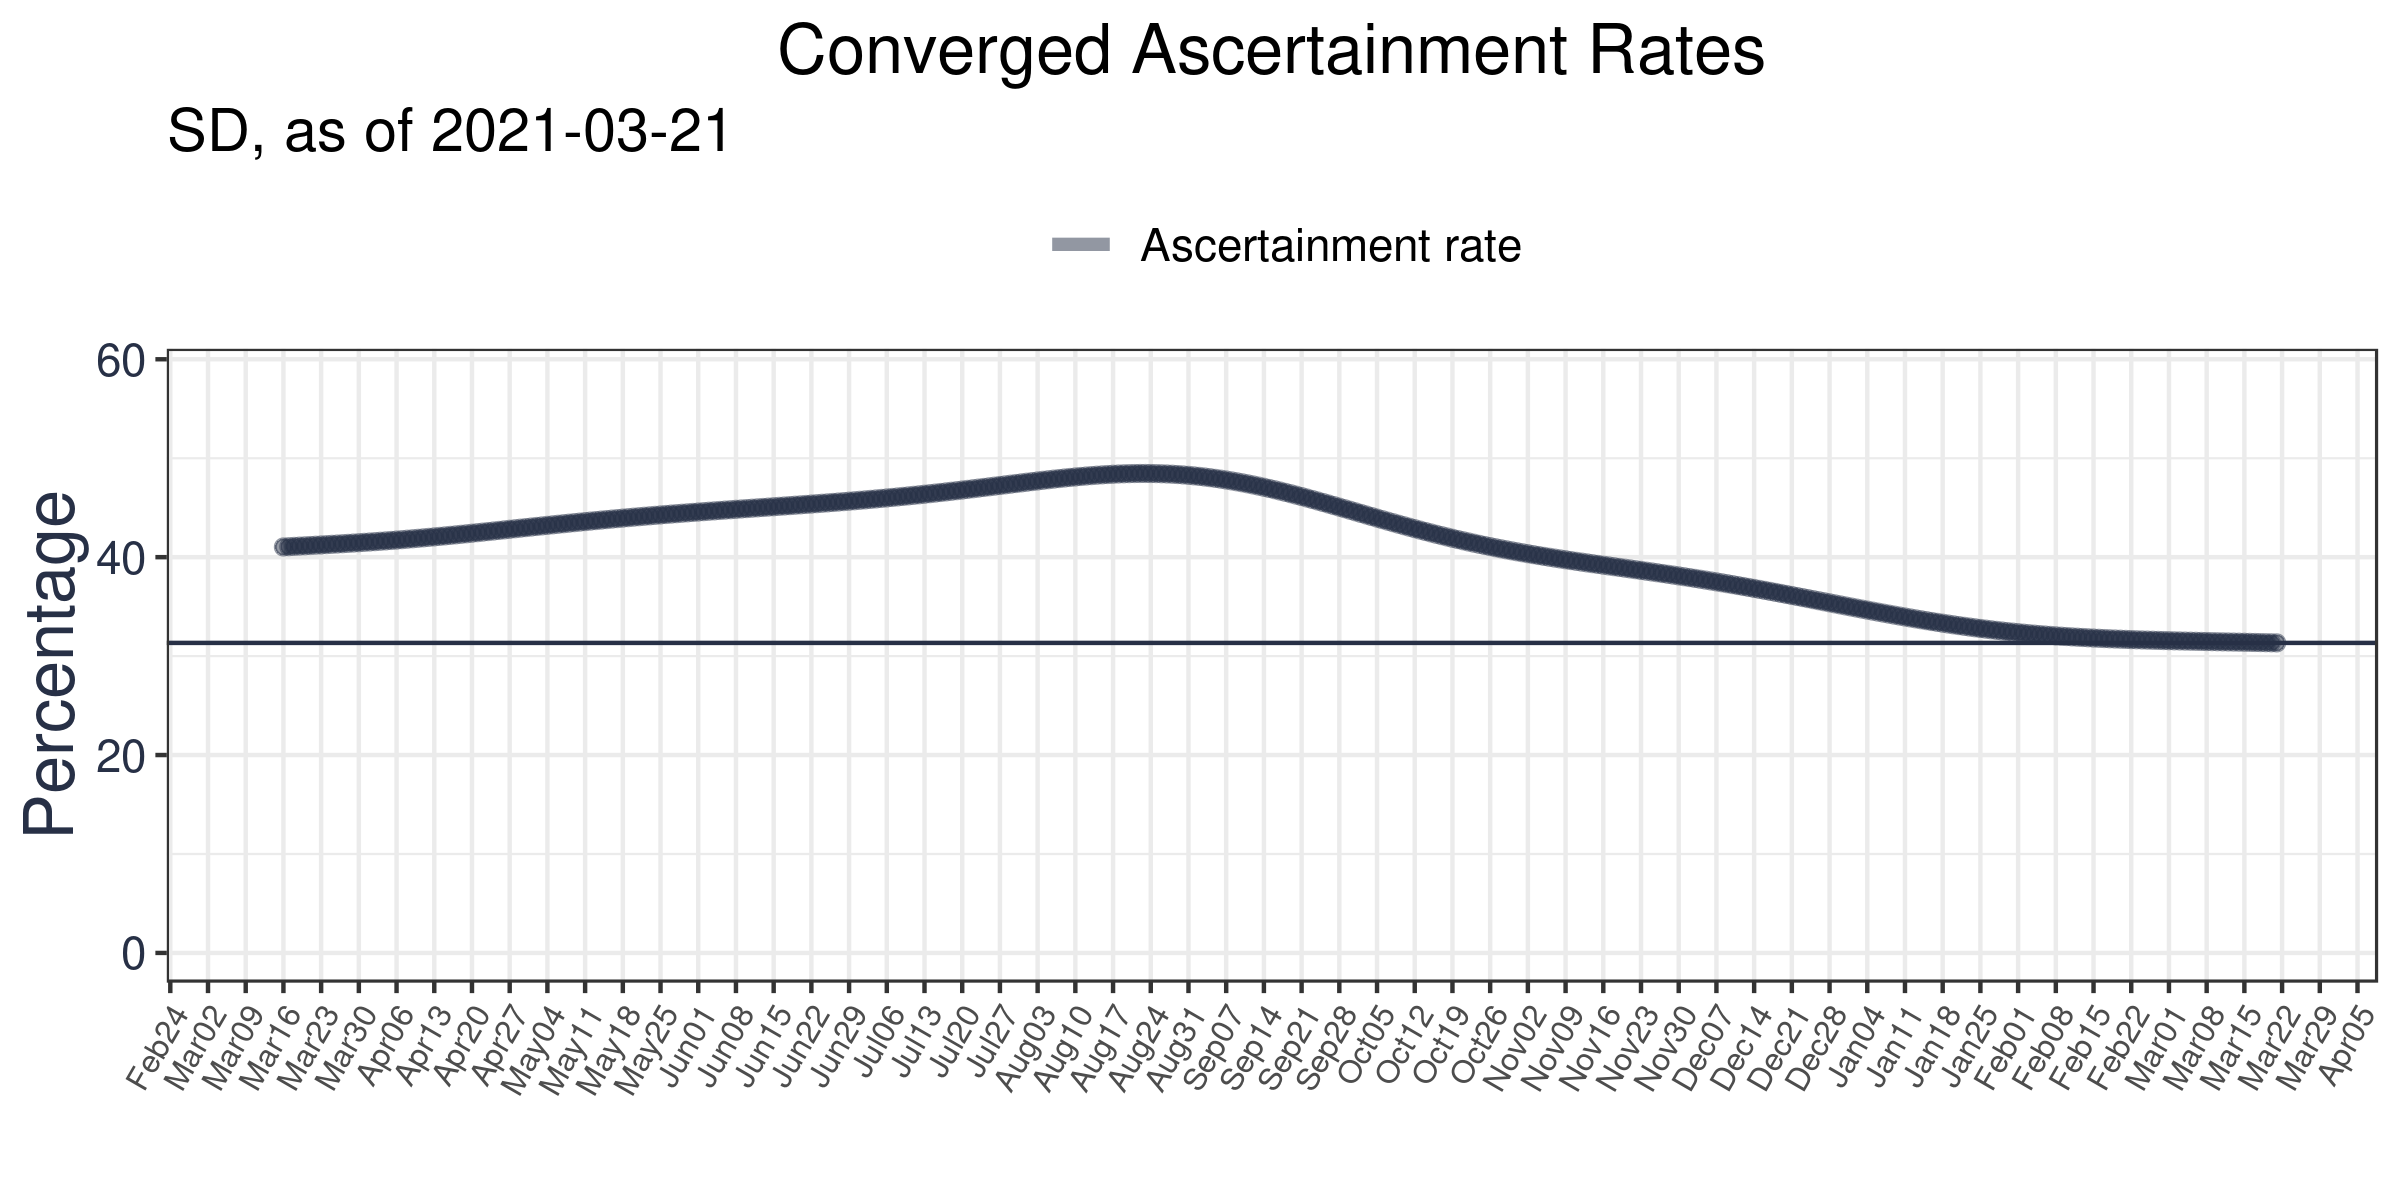 Converged Ascertainment Rates
SD, as of 2021-03-21
Ascertainment rate
Percentage
60
40
20
0
Feb24
Mar02
Mar09
Mar16
Mar23
Mar30
Apr06
Apr13
Apr20
Apr27
May04
May11
May18
May25
Jun01
Jun08
Jun15
Jun22
Jun29
Jul06
Jul13
Jul20
Jul27
Aug03
Aug10
Aug17
Aug24
Aug31
Sep07
Sep14
Sep21
Sep28
Oct05
Oct12
Oct19
Oct26
Nov02
Nov09
Nov16
Nov23
Nov30
Dec07
Dec14
Dec21
Dec28
Jan04
Jan11
Jan18
Jan25
Feb01
Feb08
Feb15
Feb22
Mar01
Mar08
Mar15
Mar22
Mar29
Apr05